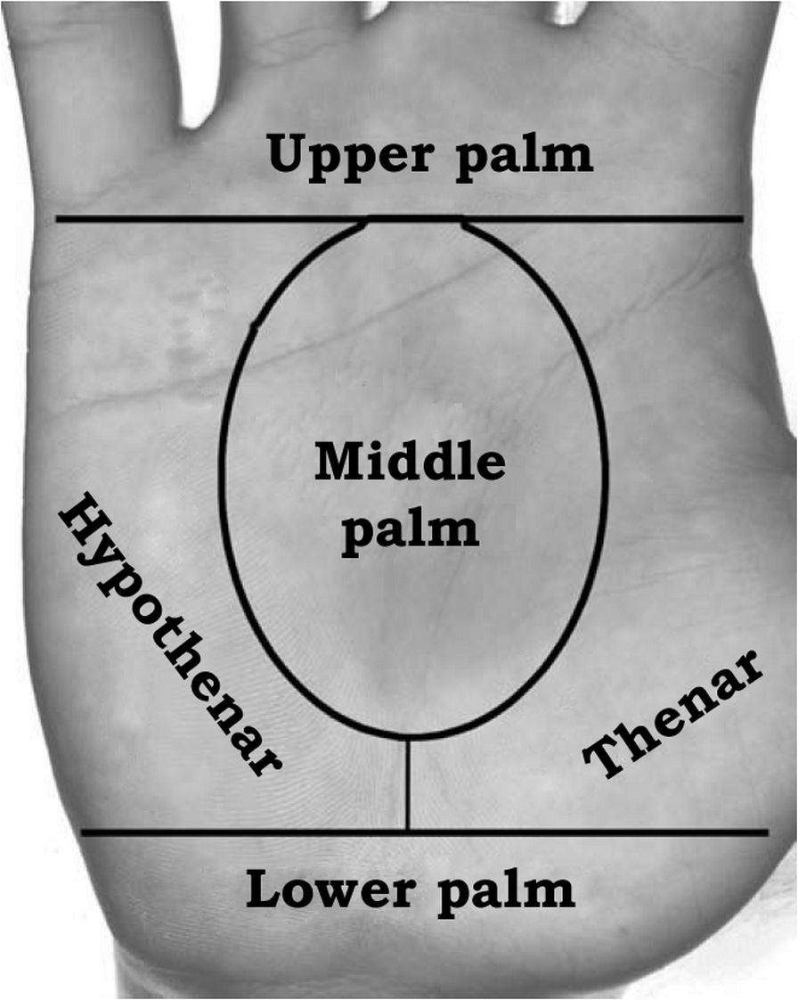 Upper palm
Middle
palm
Hypothenar
Thenar
Lower palm